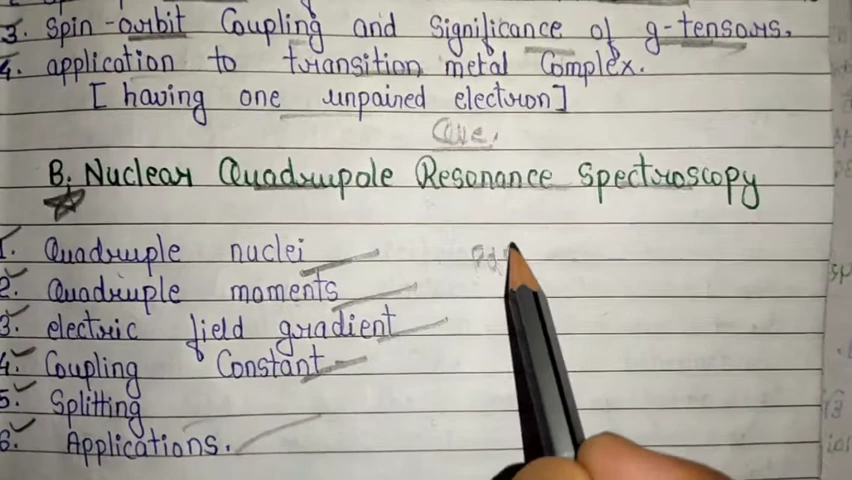 3. Spin-orbit Coupling and Significance of g-tensors.
4. application to transition metal Complex.
[having one unpaired electron]
Que.
B. Nuclear Quadrupole Resonance Spectroscopy
1. Quadruple nuclei
2. Quadruple moments
3. electric field gradient
4. Coupling Constant
5. Splitting
6. Applications.